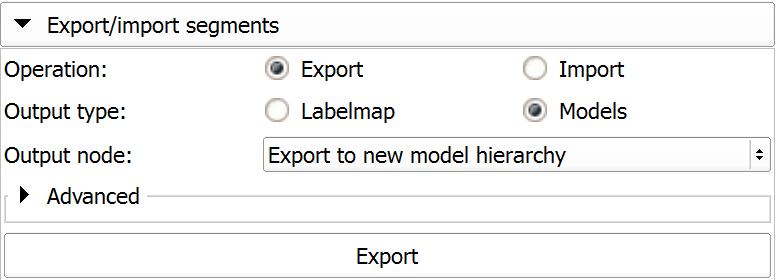 Export/import segments
Operation: Export Import
Output type: Labelmap Models
Output node: Export to new model hierarchy
Advanced
Export